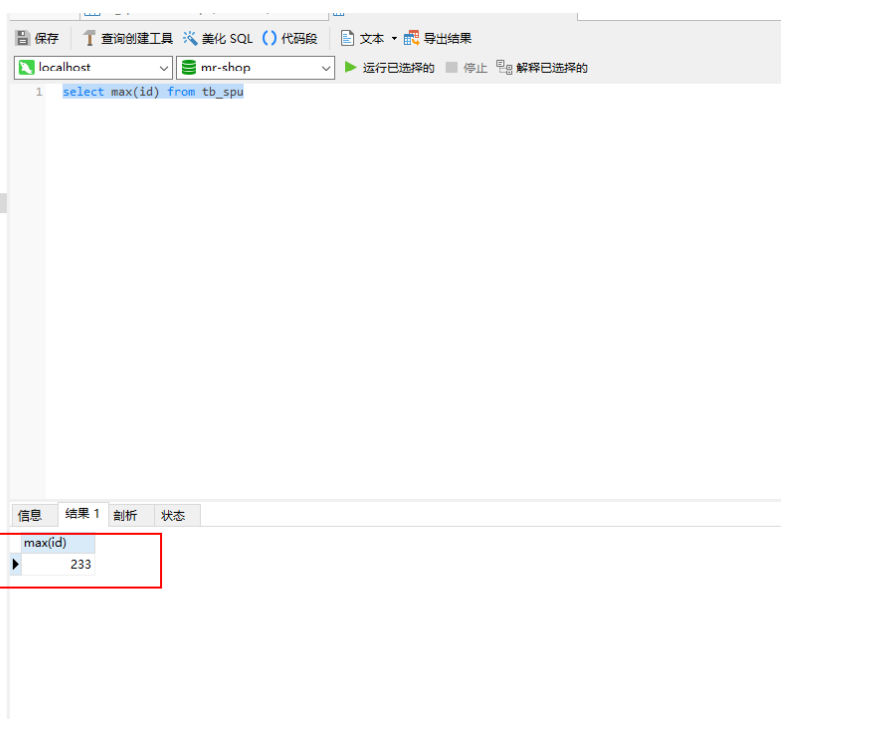 保存 查询创建工具 美化 SQL () 代码段 文本 导出结果
localhost mr-shop 运行已选择的 停止 解释已选择的
1 select max(id) from tb_spu
信息 结果 1 剖析 状态
max(id)
233